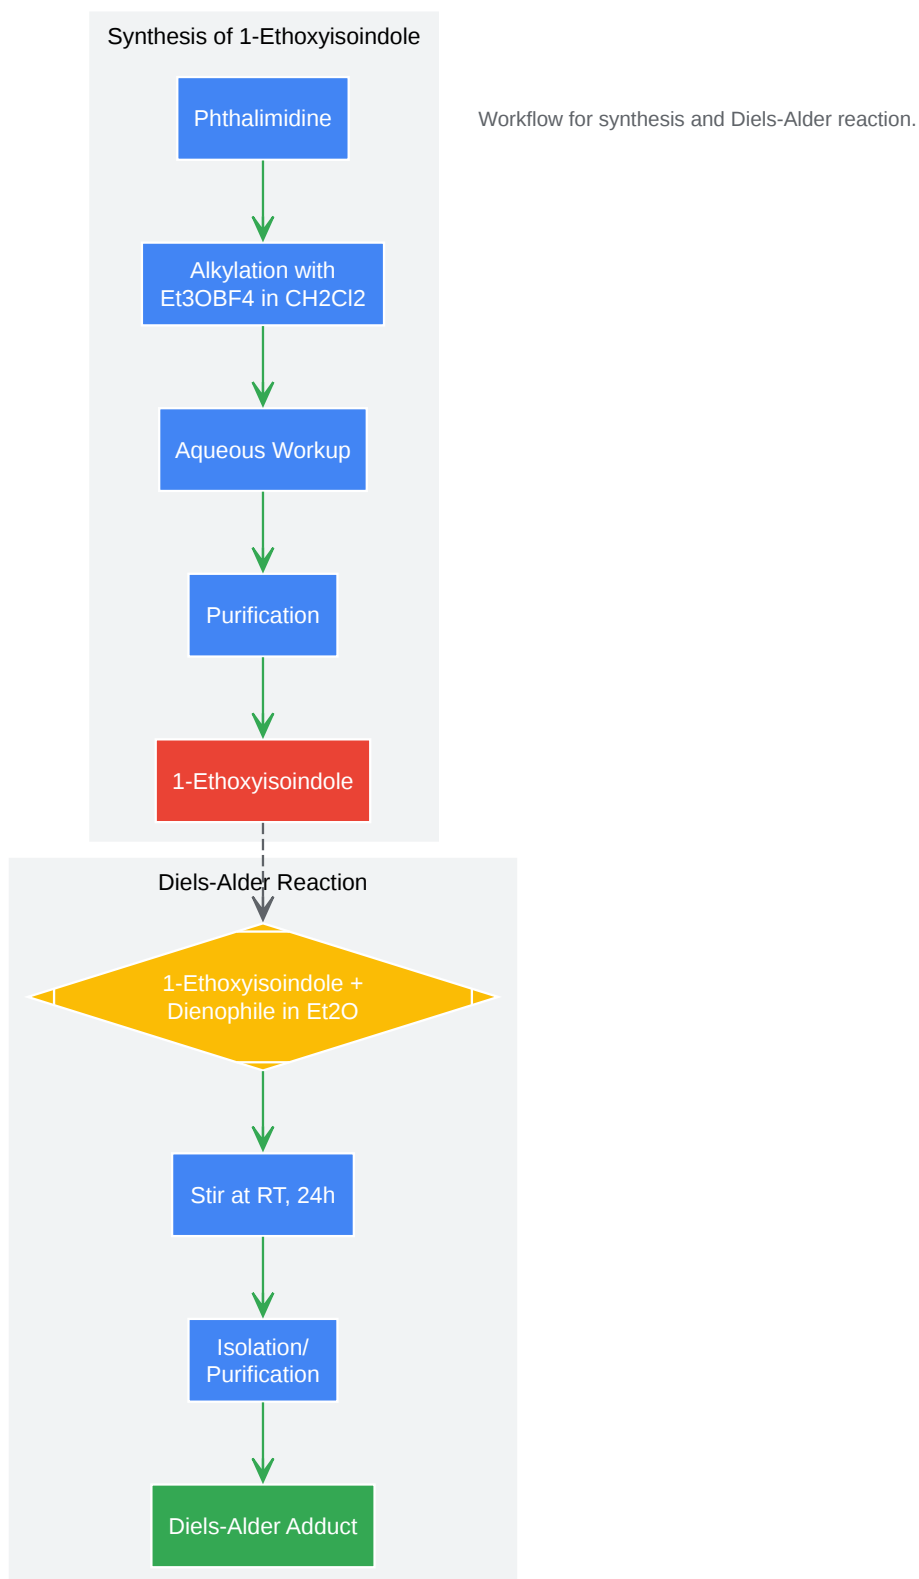 Synthesis of 1-Ethoxyisoindole
Phthalimidine
Workflow for synthesis and Diels-Alder reaction.
Alkylation with
Et3OBF4 in CH2Cl2
Aqueous Workup
Purification
1-Ethoxyisoindole
Diels-Alder Reaction
1-Ethoxyisoindole +
Dienophile in Et2O
Stir at RT, 24h
Isolation/
Purification
Diels-Alder Adduct